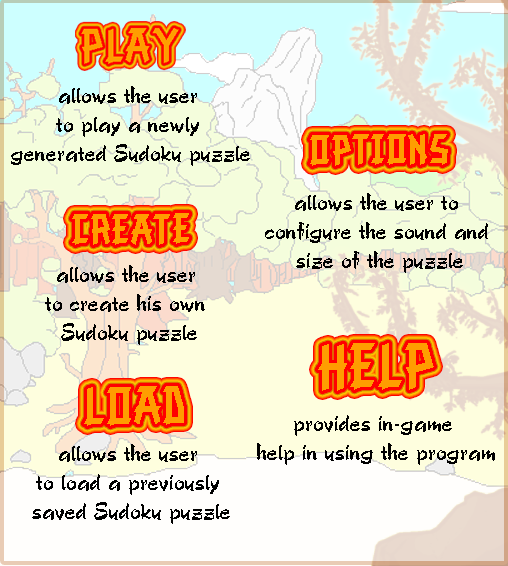 PLAY
allows the user
to play a newly
generated Sudoku puzzle
CREATE
allows the user
to create his own
Sudoku puzzle
LOAD
allows the user
to load a previously
saved Sudoku puzzle
OPTIONS
allows the user to
configure the sound and
size of the puzzle
HELP
provides in-game
help in using the program